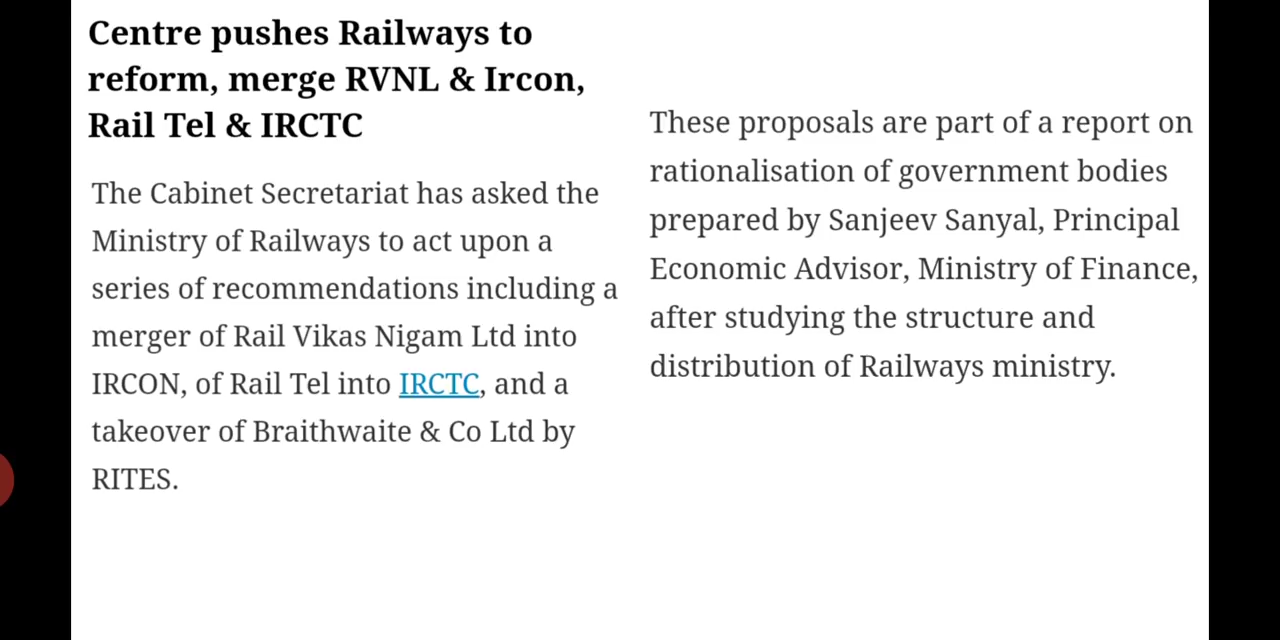 Centre pushes Railways to
reform, merge RVNL & Ircon,
Rail Tel & IRCTC
The Cabinet Secretariat has asked the
Ministry of Railways to act upon a
series of recommendations including a
merger of Rail Vikas Nigam Ltd into
IRCON, of Rail Tel into IRCTC, and a
takeover of Braithwaite & Co Ltd by
RITES.
These proposals are part of a report on
rationalisation of government bodies
prepared by Sanjeev Sanyal, Principal
Economic Advisor, Ministry of Finance,
after studying the structure and
distribution of Railways ministry.